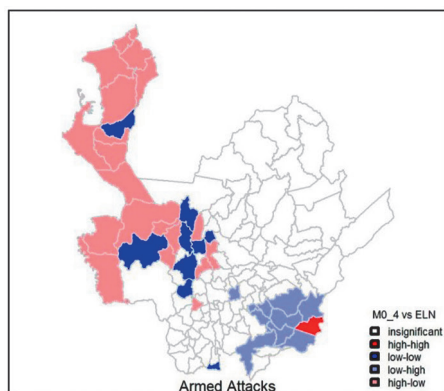 M0_4 vs ELN
insignificant
high-high
low-low
low-high
high-low
Armed Attacks